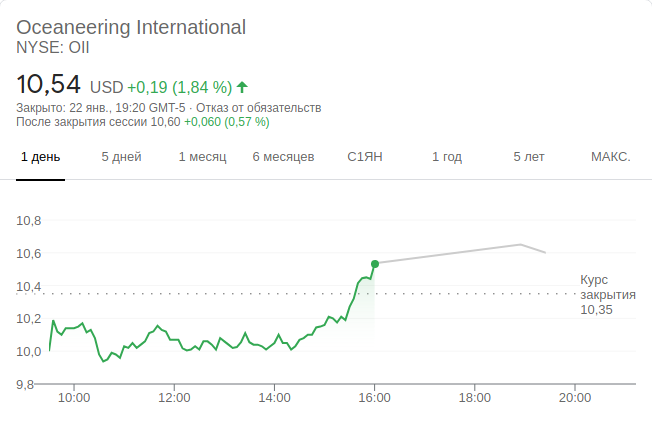 Oceaneering International
NYSE: OII
10,54 USD +0,19 (1,84 %)
Закрыто: 22 янв., 19:20 GMT-5 · Отказ от обязательств
После закрытия сессии 10,60 +0,060 (0,57 %)
1 день 5 дней 1 месяц 6 месяцев С1ЯН 1 год 5 лет МАКС.
10,8
10,6
Курс
10,4
закрытия
10,35
10,2
10,0
9,8
10:00 12:00 14:00 16:00 18:00 20:00